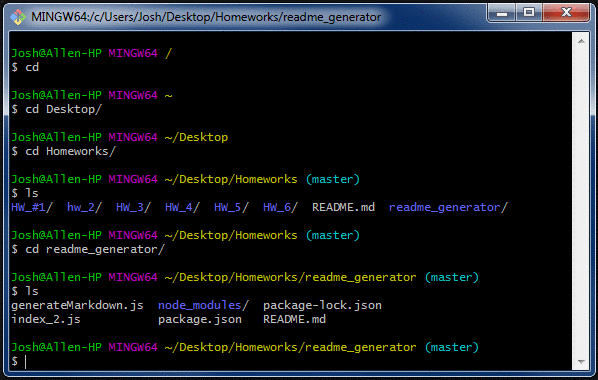 MINGW64:/c/Users/Josh/Desktop/Homeworks/readme_generator
Josh@Allen-HP MINGW64 /
$ cd
Josh@Allen-HP MINGW64 ~
$ cd Desktop/
Josh@Allen-HP MINGW64 ~/Desktop
$ cd Homeworks/
Josh@Allen-HP MINGW64 ~/Desktop/Homeworks (master)
$ ls
HW_#1/  hw_2/  HW_3/  HW_4/  HW_5/  HW_6/  README.md  readme_generator/
Josh@Allen-HP MINGW64 ~/Desktop/Homeworks (master)
$ cd readme_generator/
Josh@Allen-HP MINGW64 ~/Desktop/Homeworks/readme_generator (master)
$ ls
generateMarkdown.js  node_modules/  package-lock.json
index_2.js           package.json   README.md
Josh@Allen-HP MINGW64 ~/Desktop/Homeworks/readme_generator (master)
$